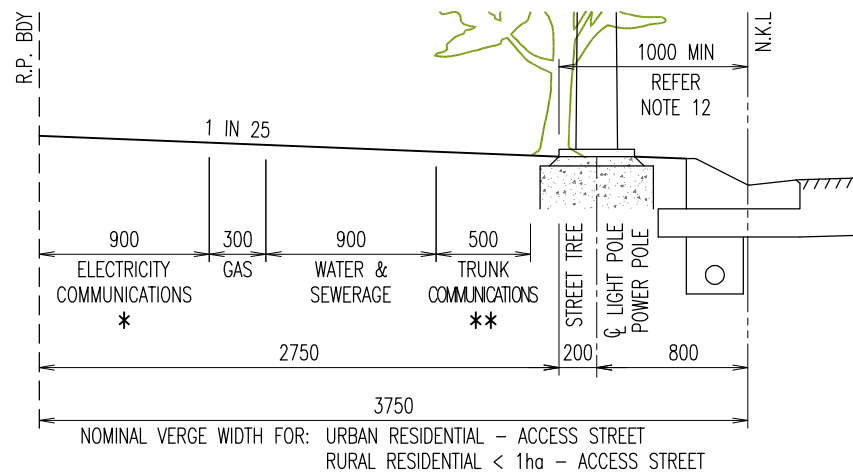 R.P. BDY
N.K.L
1000 MIN
REFER
NOTE 12
1 IN 25
900
300
900
500
ELECTRICITY
COMMUNICATIONS
*
GAS
WATER &
SEWERAGE
TRUNK
COMMUNICATIONS
**
STREET TREE
℄ LIGHT POLE
POWER POLE
2750
200
800
3750
NOMINAL VERGE WIDTH FOR: URBAN RESIDENTIAL – ACCESS STREET
RURAL RESIDENTIAL < 1ha – ACCESS STREET